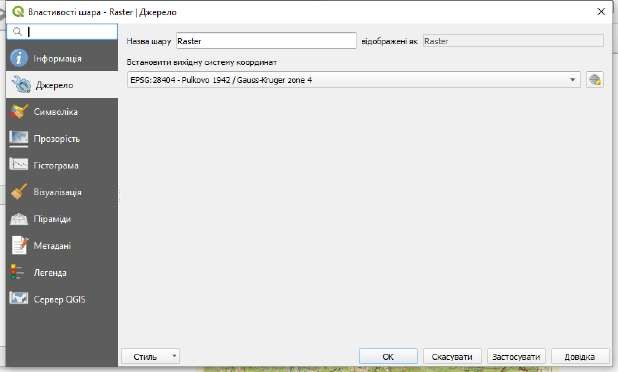 Властивості шара - Raster | Джерело
Назва шару Raster відображені як Raster
Інформація
Встановити вихідну систему координат
Джерело
EPSG:28404 - Pulkovo 1942 / Gauss-Kruger zone 4
Символіка
Прозорість
Гістограма
Візуалізація
Піраміди
Метадані
Легенда
Сервер QGIS
Стиль
OK
Скасувати
Застосувати
Довідка